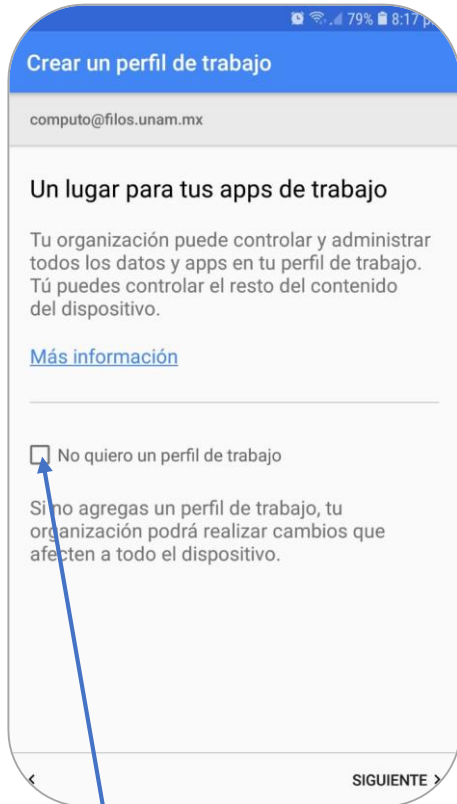 79% 8:17 p
Crear un perfil de trabajo
computo@filos.unam.mx
Un lugar para tus apps de trabajo
Tu organización puede controlar y administrar
todos los datos y apps en tu perfil de trabajo.
Tú puedes controlar el resto del contenido
del dispositivo.
Más información
No quiero un perfil de trabajo
Si no agregas un perfil de trabajo, tu
organización podrá realizar cambios que
afecten a todo el dispositivo.
< SIGUIENTE >